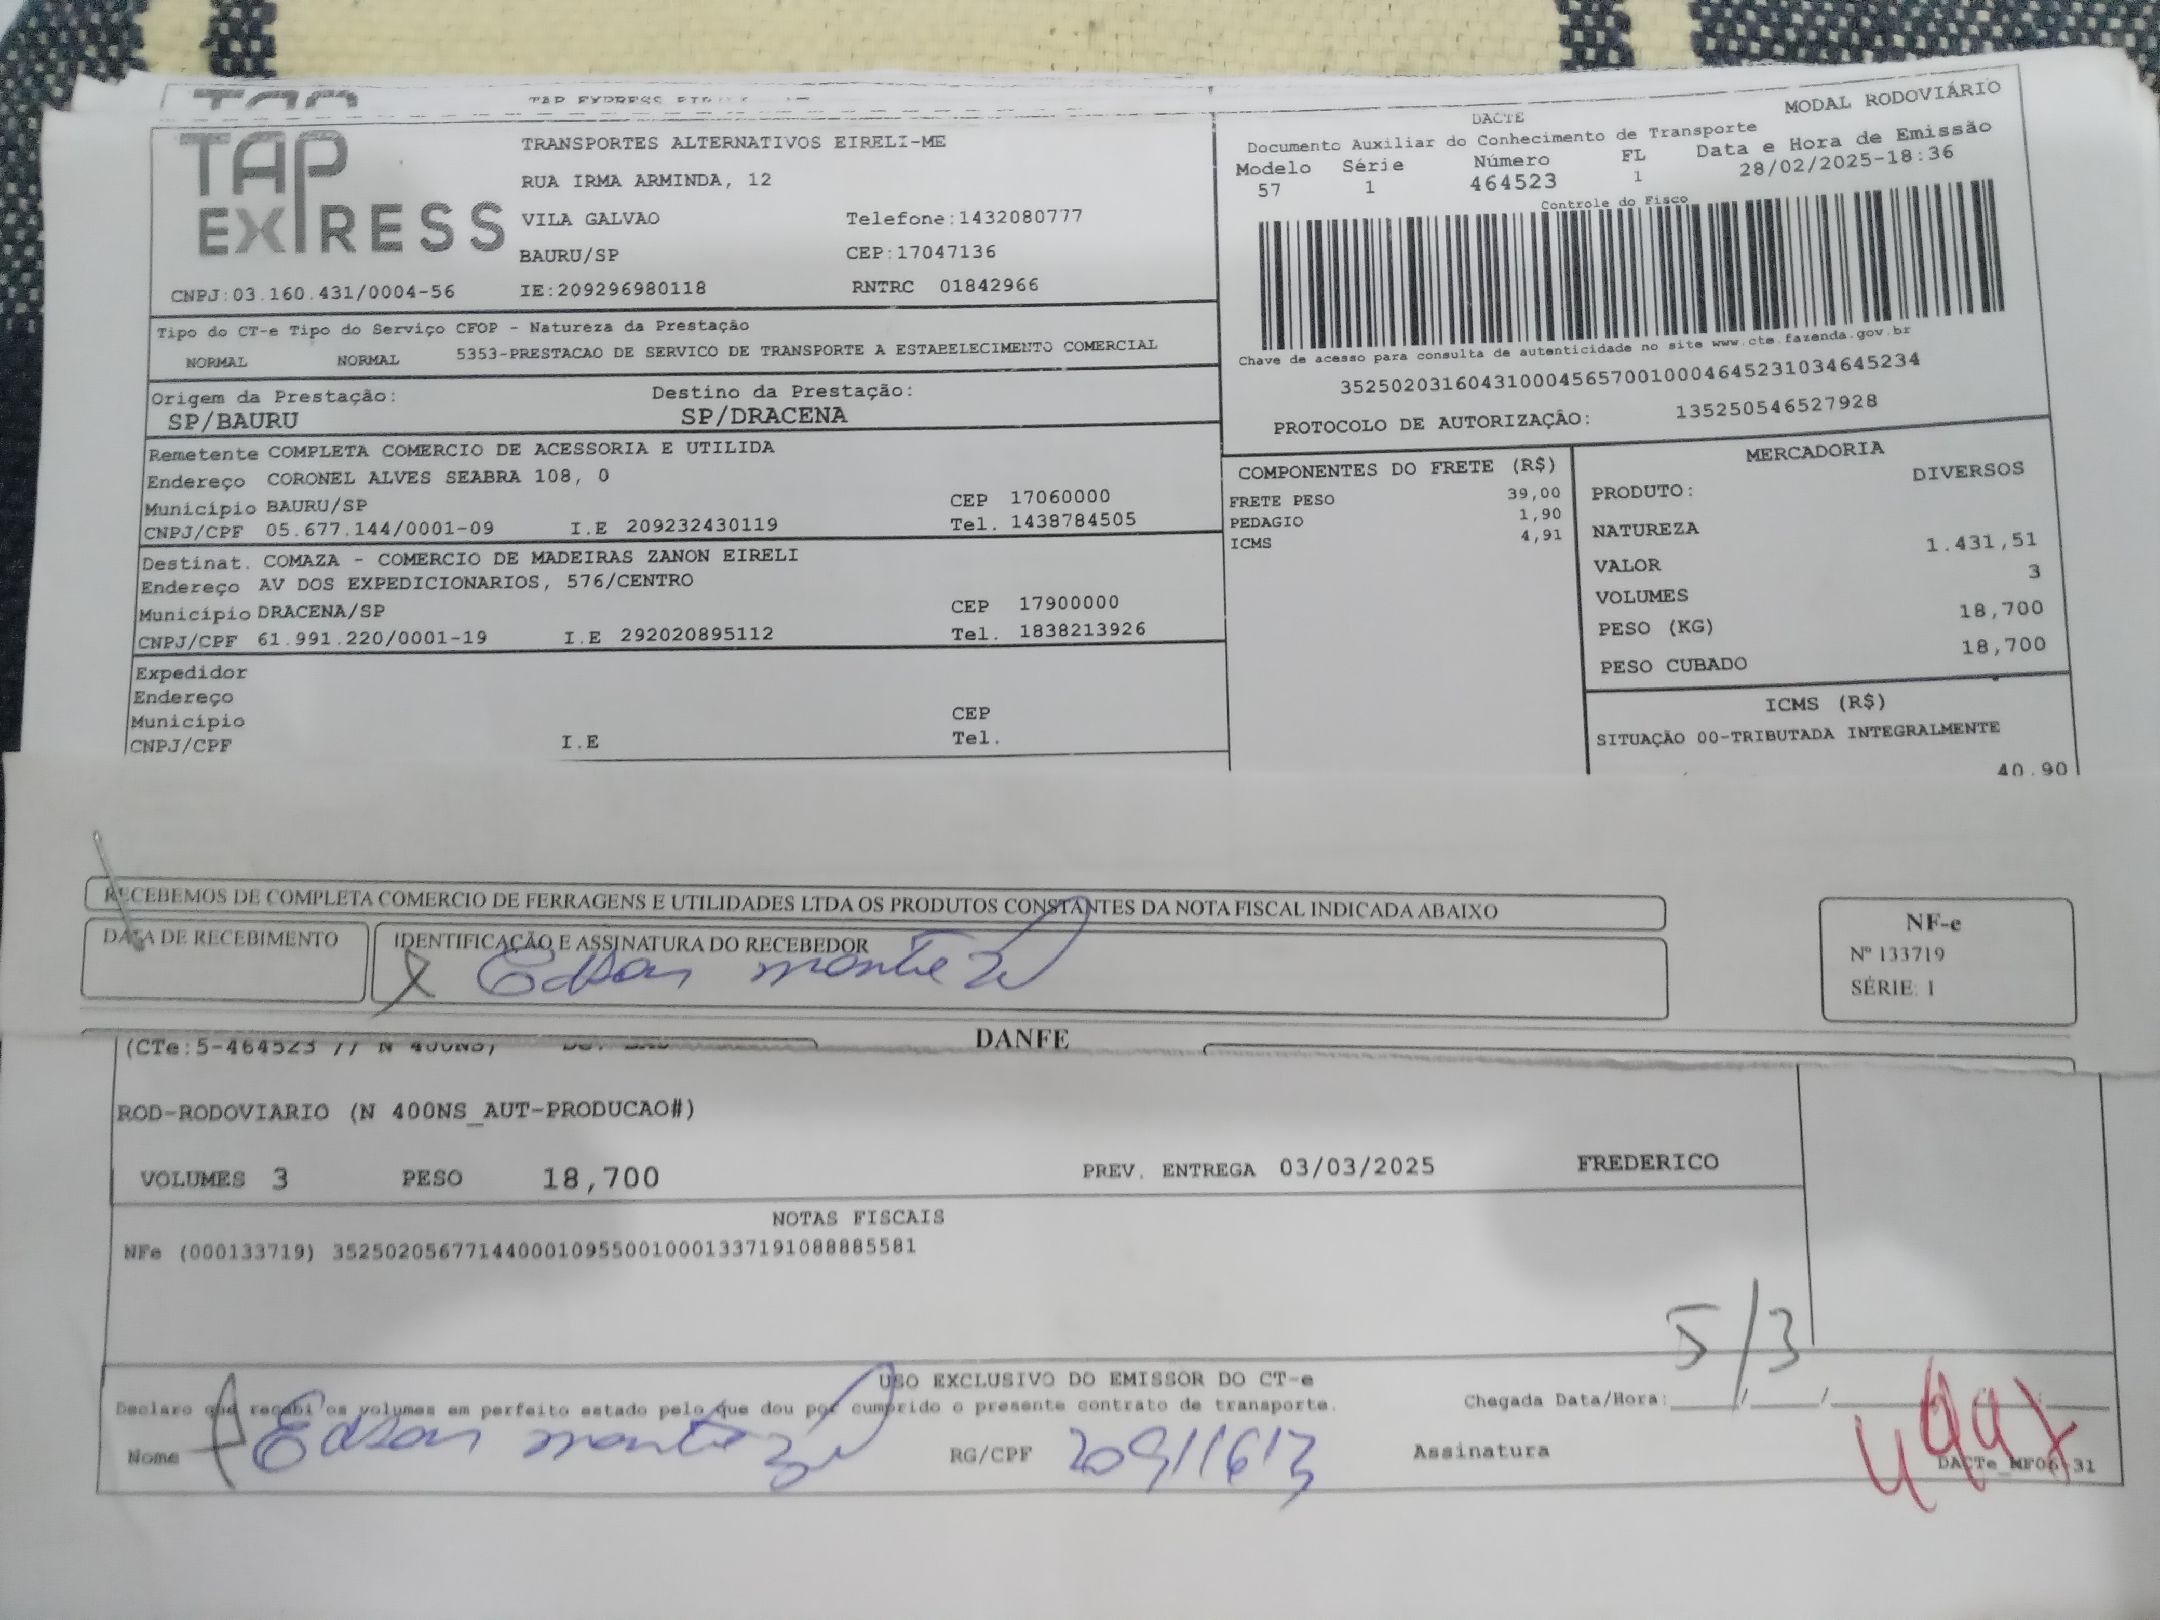 TAP EXPRESS
TRANSPORTES ALTERNATIVOS EIRELI-ME
RUA IRMA ARMINDA, 12
VILA GALVAO Telefone:1432080777
BAURU/SP CEP:17047136
CNPJ:03.160.431/0004-56 IE:209296980118 RNTRC 01842966
MODAL RODOVIÁRIO
DACTE
Documento Auxiliar do Conhecimento de Transporte
Modelo Série Número FL Data e Hora de Emissão
57 1 464523 1 28/02/2025-18:36
Controle do Fisco
Chave de acesso para consulta de autenticidade no site www.cte.fazenda.gov.br
35250203160431000456570010004645231034645234
PROTOCOLO DE AUTORIZAÇÃO: 135250546527928
Tipo do CT-e Tipo do Serviço CFOP - Natureza da Prestação
NORMAL NORMAL 5353-PRESTACAO DE SERVICO DE TRANSPORTE A ESTABELECIMENTO COMERCIAL
Origem da Prestação: Destino da Prestação:
SP/BAURU SP/DRACENA
Remetente COMPLETA COMERCIO DE ACESSORIA E UTILIDA
Endereço CORONEL ALVES SEABRA 108, 0
Município BAURU/SP CEP 17060000
CNPJ/CPF 05.677.144/0001-09 I.E 209232430119 Tel. 1438784505
Destinat. COMAZA - COMERCIO DE MADEIRAS ZANON EIRELI
Endereço AV DOS EXPEDICIONARIOS, 576/CENTRO
Município DRACENA/SP CEP 17900000
CNPJ/CPF 61.991.220/0001-19 I.E 292020895112 Tel. 1838213926
Expedidor
Endereço
Município CEP
CNPJ/CPF I.E Tel.
COMPONENTES DO FRETE (R$)
FRETE PESO 39,00
PEDAGIO 1,90
ICMS 4,91
MERCADORIA
PRODUTO: DIVERSOS
NATUREZA
VALOR 1.431,51
VOLUMES 3
PESO (KG) 18,700
PESO CUBADO 18,700
ICMS (R$)
SITUAÇÃO 00-TRIBUTADA INTEGRALMENTE
40,90
RECEBEMOS DE COMPLETA COMERCIO DE FERRAGENS E UTILIDADES LTDA OS PRODUTOS CONSTANTES DA NOTA FISCAL INDICADA ABAIXO
DATA DE RECEBIMENTO IDENTIFICAÇÃO E ASSINATURA DO RECEBEDOR
NF-e
Nº 133719
SÉRIE: 1
DANFE
(CTe:5-464523 // N 400NS)
ROD-RODOVIARIO (N 400NS_AUT-PRODUCAO#)
VOLUMES 3 PESO 18,700 PREV. ENTREGA 03/03/2025 FREDERICO
NOTAS FISCAIS
NFe (000133719) 35250205677144000109550010001337191088885581
5/3
USO EXCLUSIVO DO EMISSOR DO CT-e
Declaro que recebi os volumes em perfeito estado pelo que dou por cumprido o presente contrato de transporte.
Chegada Data/Hora:___/___/
Nome Edson RG/CPF Assinatura
DACTe_MF06-31